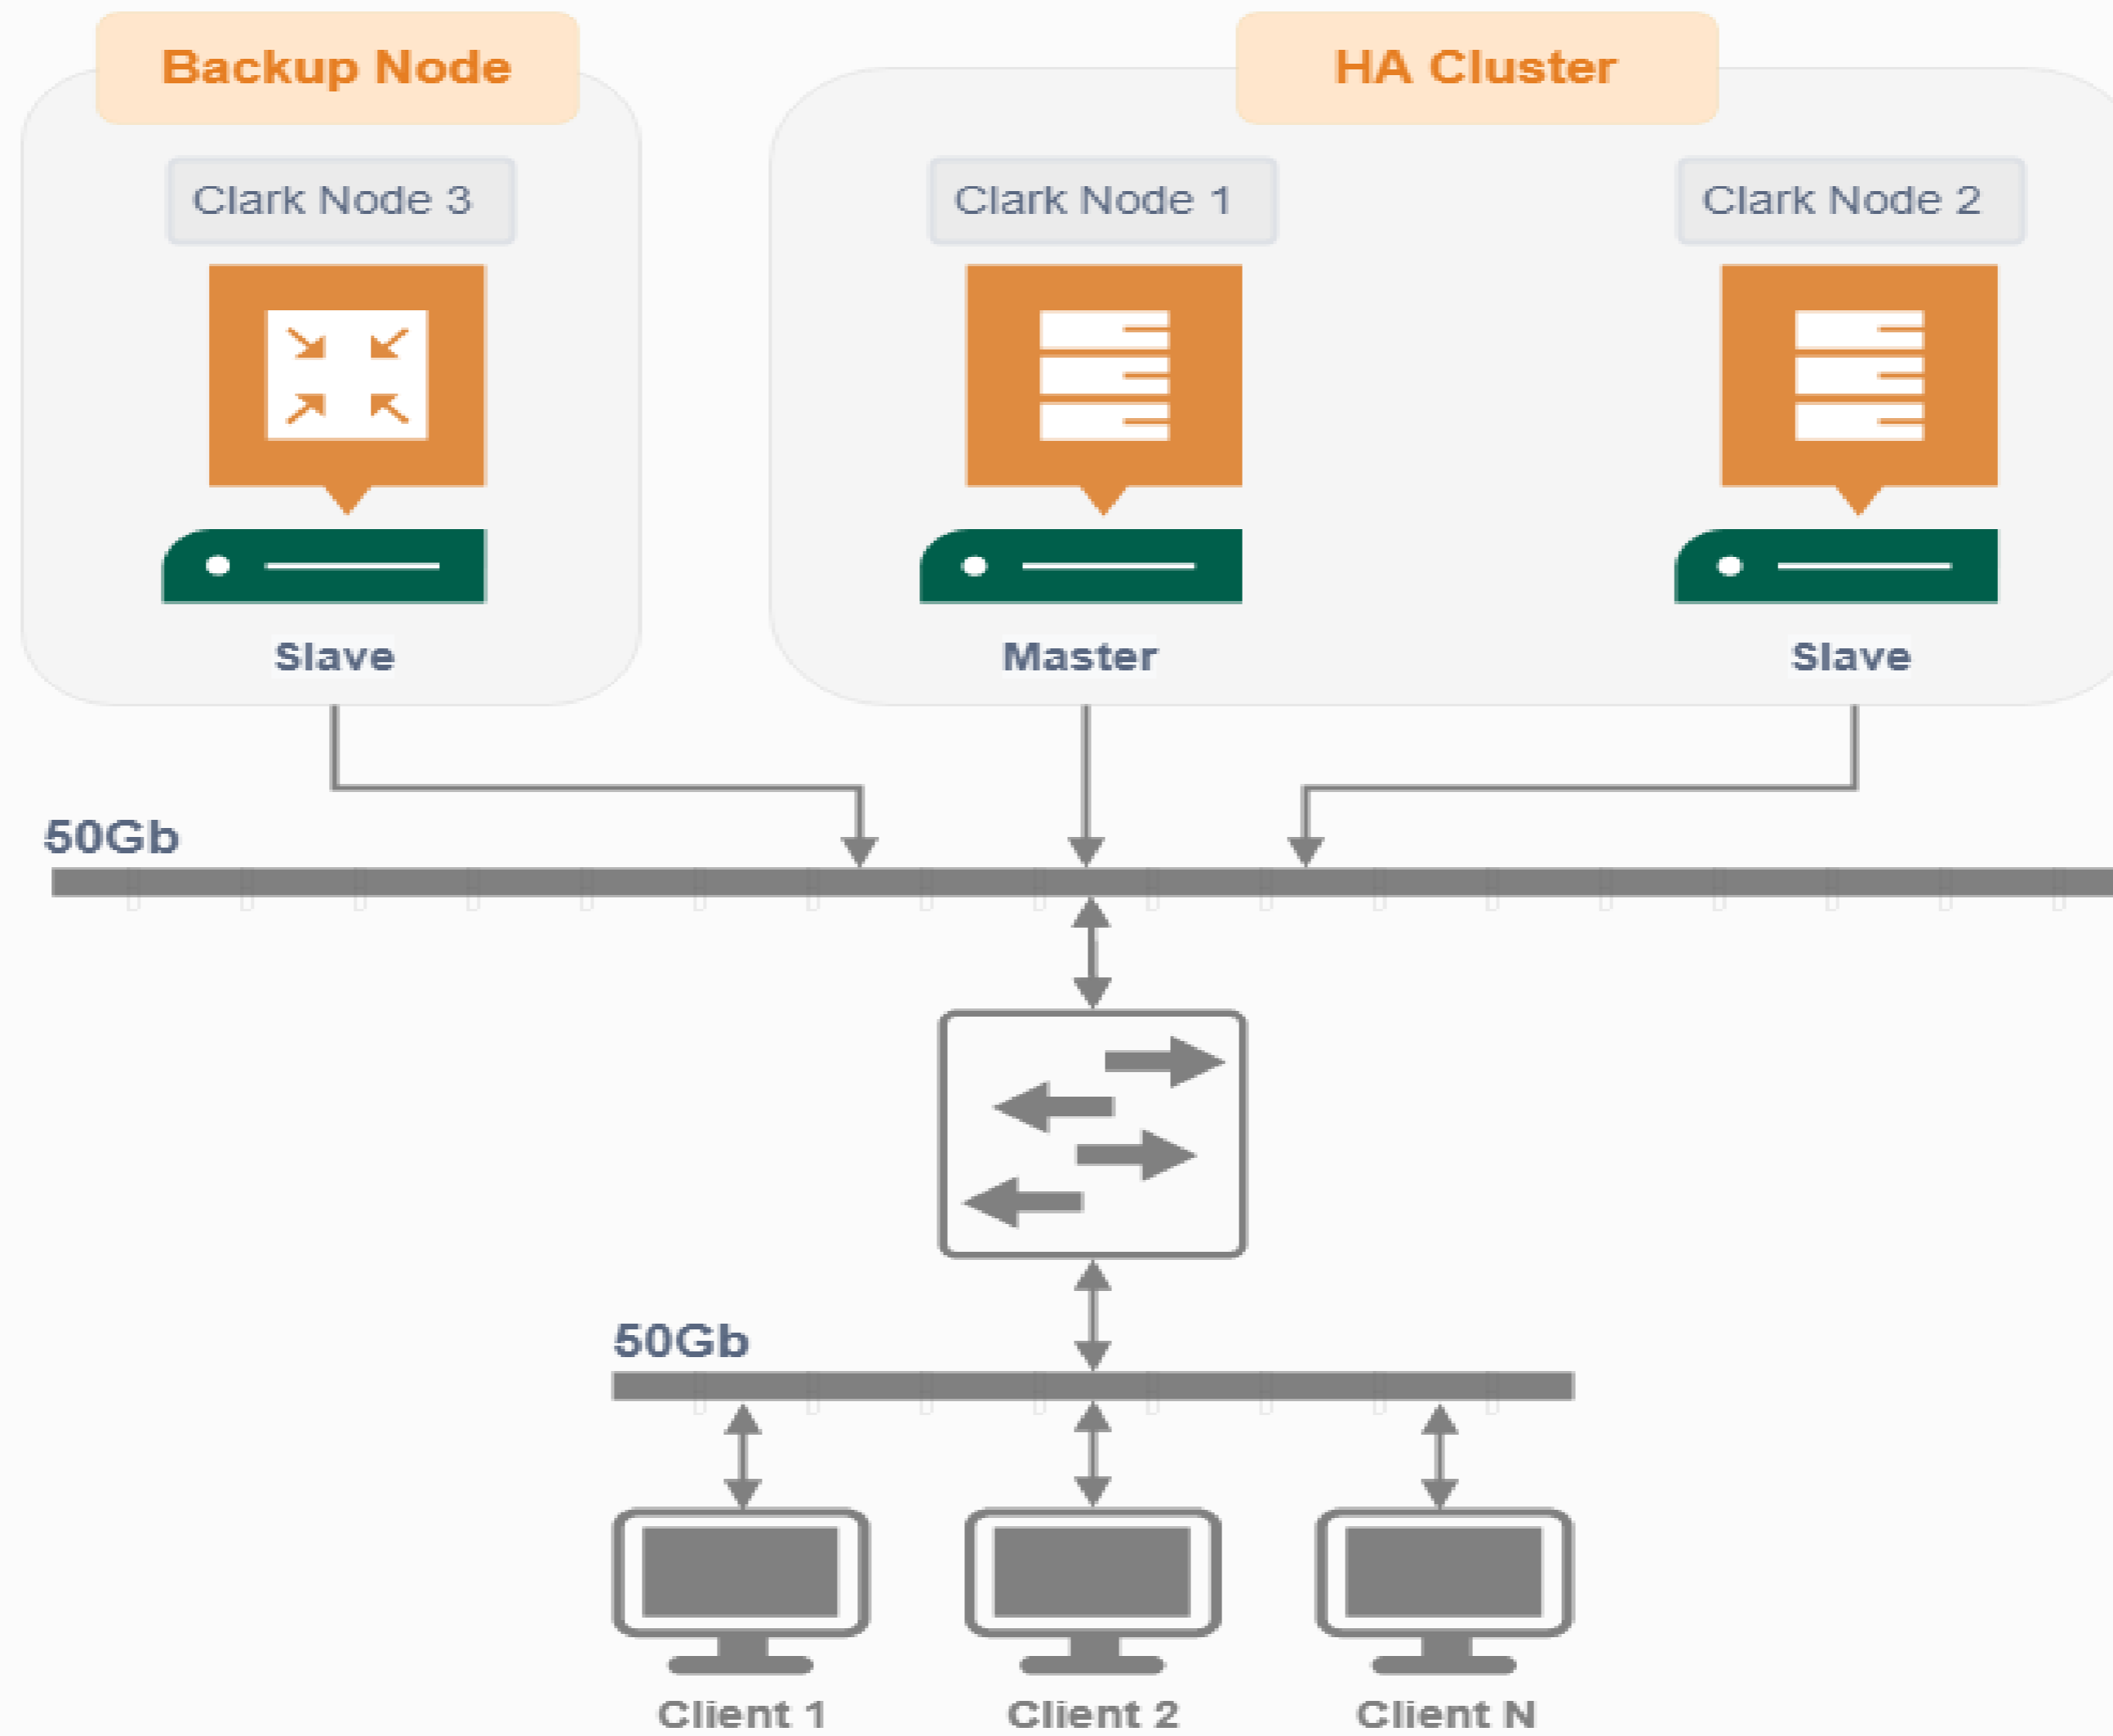 Backup Node
HA Cluster
Clark Node 3
Clark Node 1
Clark Node 2
Slave
Master
Slave
50Gb
50Gb
Client 1
Client 2
Client N